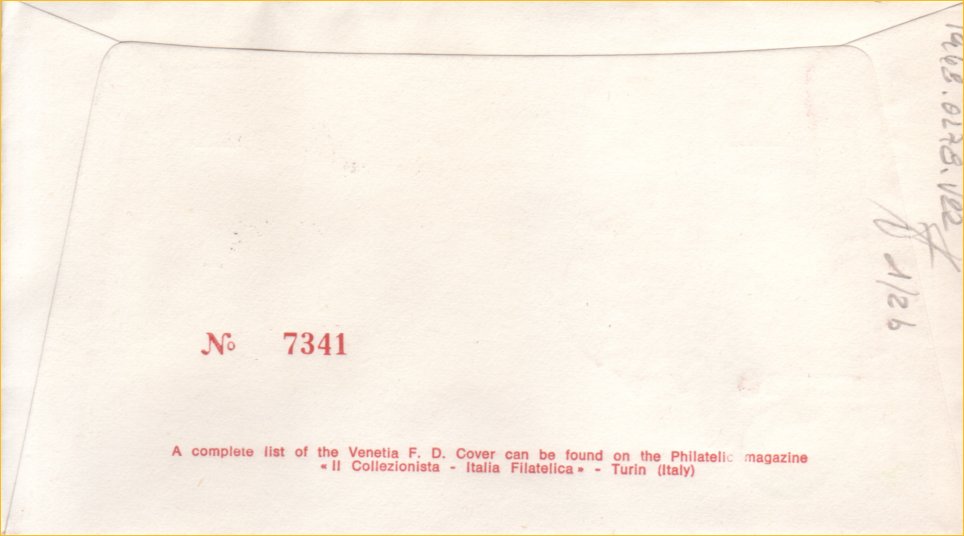 № 7341
A complete list of the Venetia F. D. Cover can be found on the Philatelic magazine
« Il Collezionista - Italia Filatelica » - Turin (Italy)